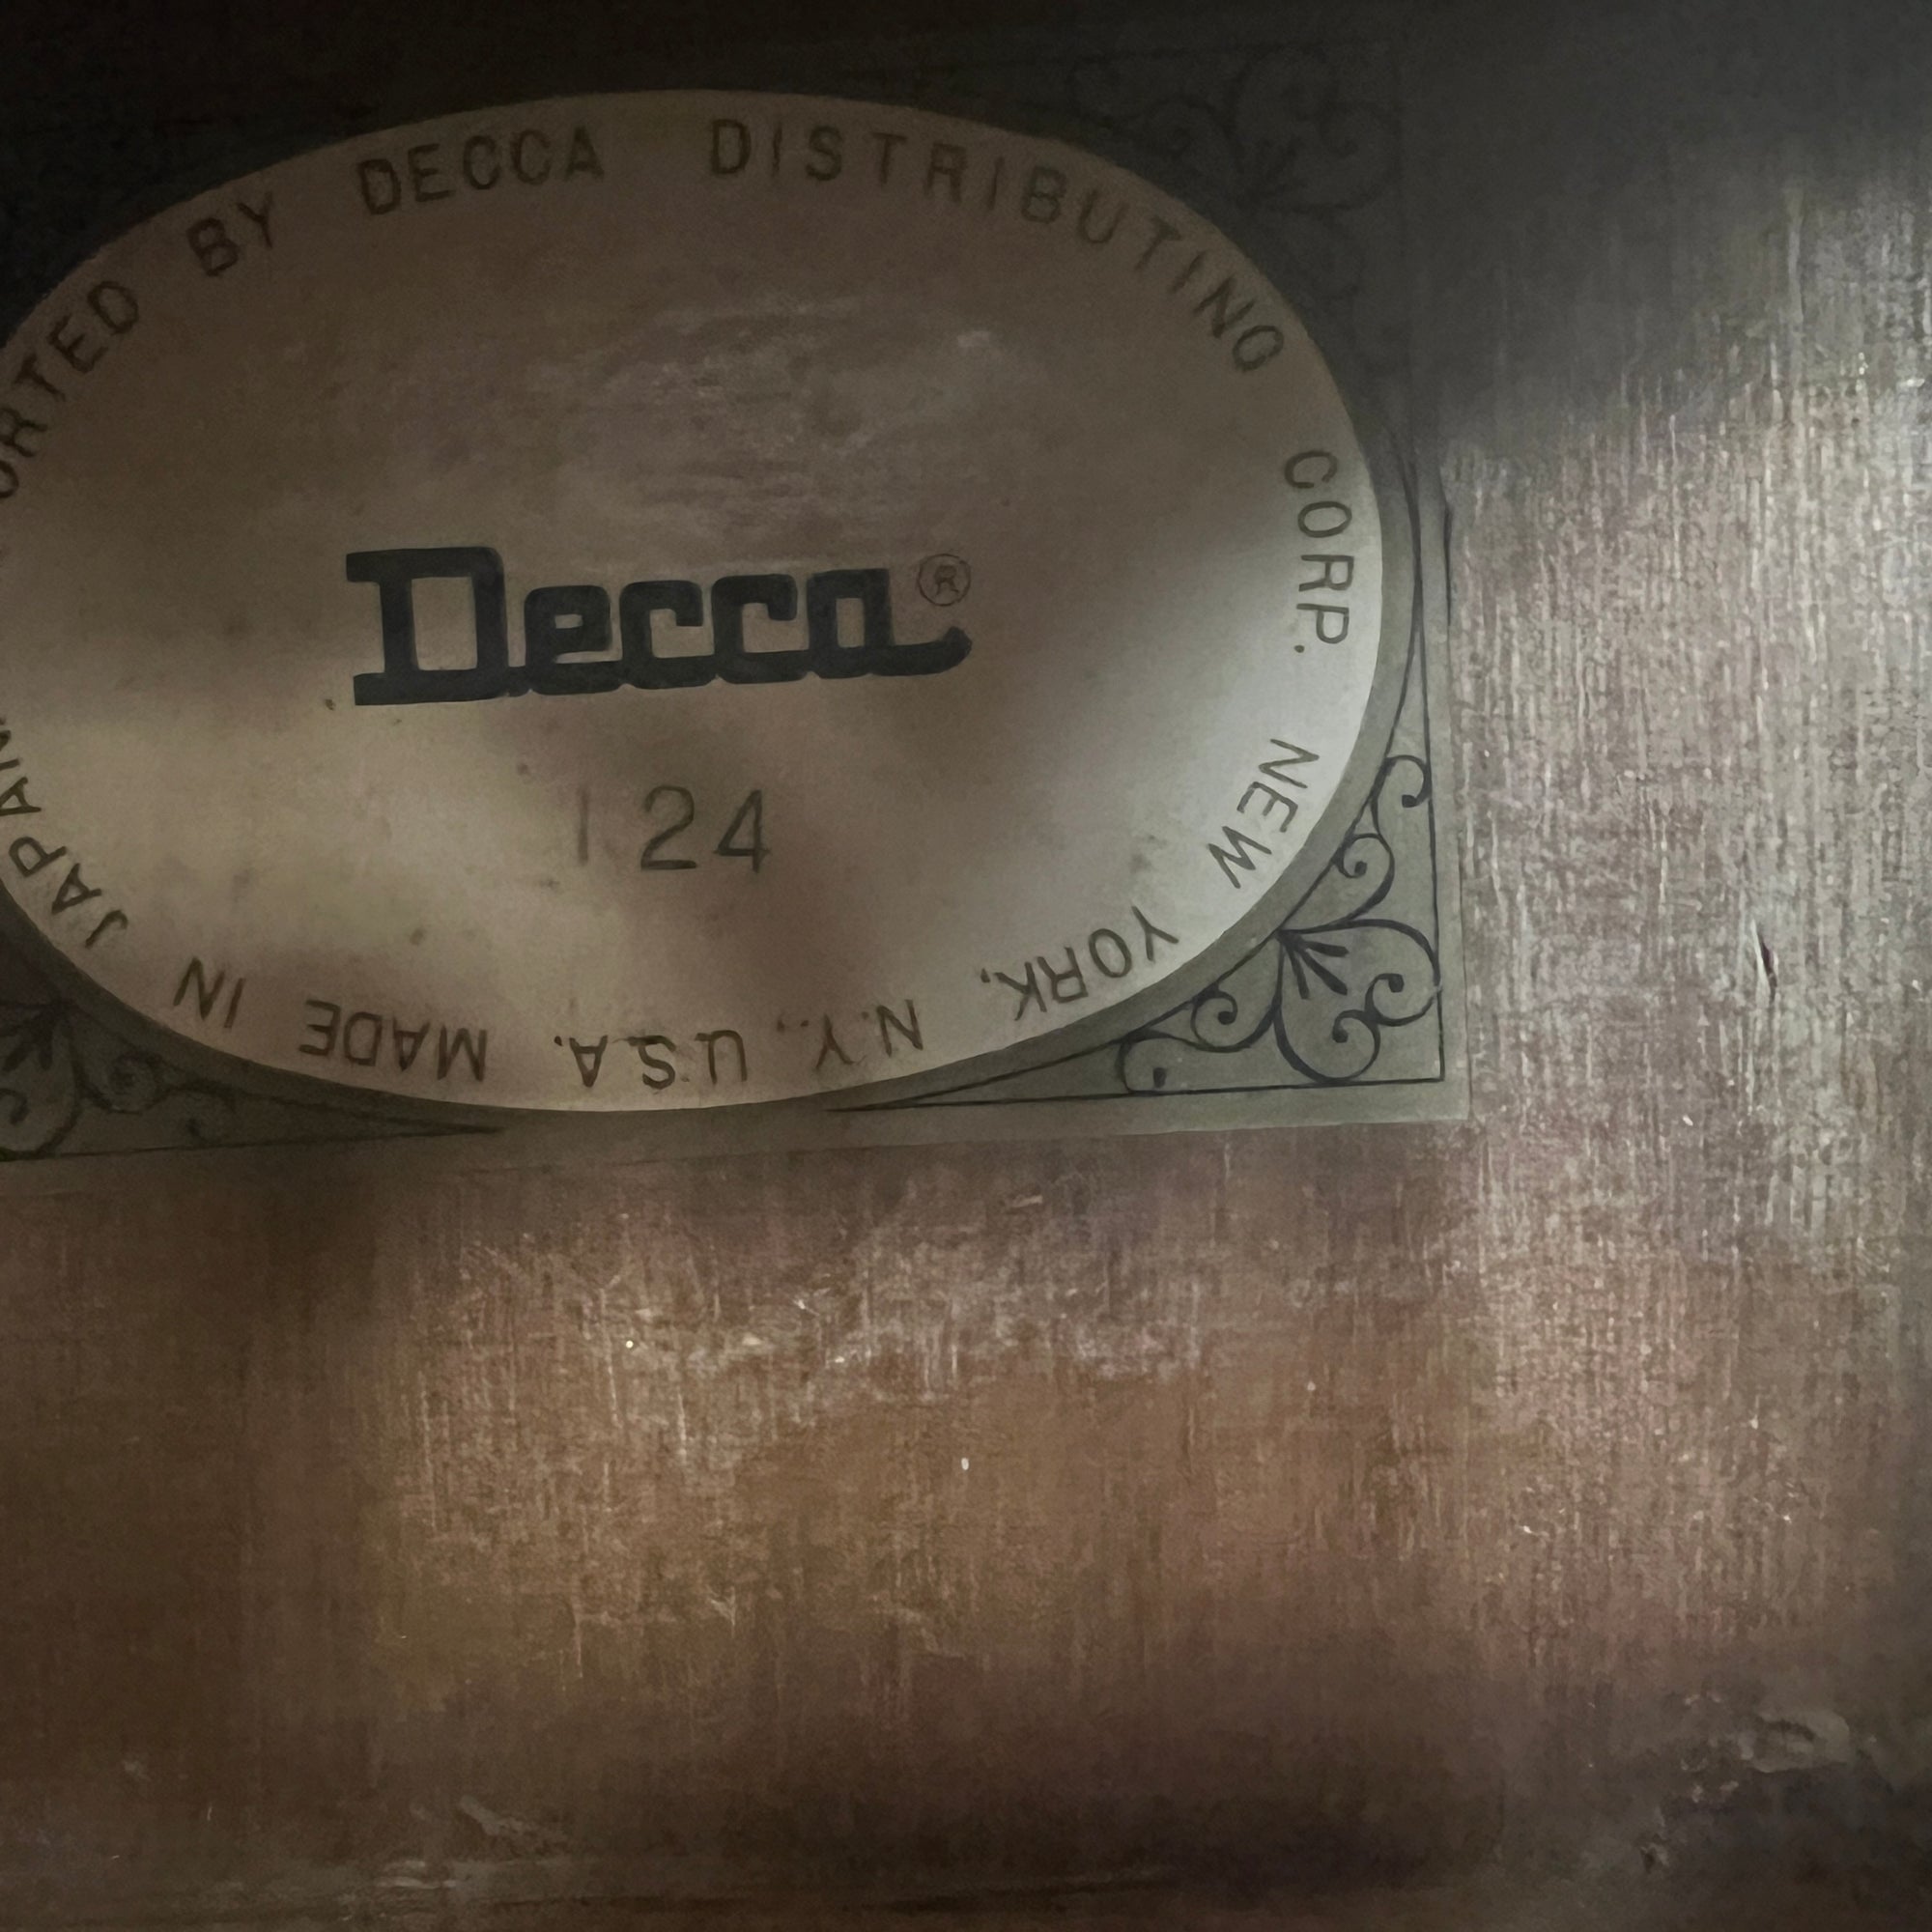 ORTED BY DECCA DISTRIBUTING CORP. NEW YORK, N.Y., U.S.A. MADE IN JAPAN
Decca®
124